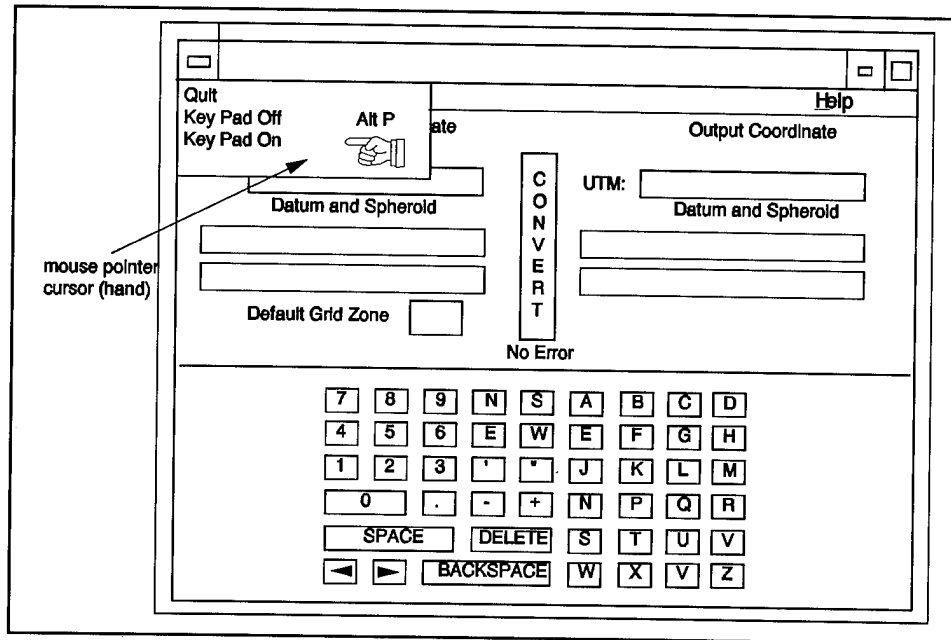 Quit
Key Pad Off Alt P
Key Pad On
Help
ate
Output Coordinate
UTM:
Datum and Spheroid
Datum and Spheroid
CONVERT
mouse pointer
cursor (hand)
Default Grid Zone
No Error
7 8 9 N S A B C D
4 5 6 E W E F G H
1 2 3 ' " J K L M
0 . - + N P Q R
SPACE DELETE S T U V
BACKSPACE W X V Z